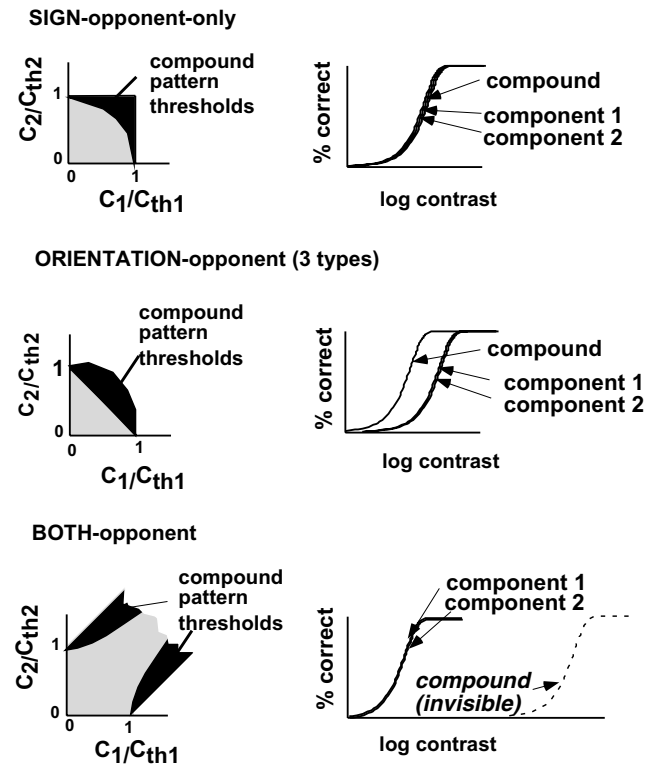 SIGN-opponent-only
compound
pattern
thresholds
C2/Cth2
1
0
0
1
C1/Cth1
% correct
compound
component 1
component 2
log contrast
ORIENTATION-opponent (3 types)
compound
pattern
thresholds
C2/Cth2
1
0
0
1
C1/Cth1
% correct
compound
component 1
component 2
log contrast
BOTH-opponent
compound
pattern
thresholds
C2/Cth2
1
0
0
1
C1/Cth1
% correct
component 1
component 2
compound
(invisible)
log contrast